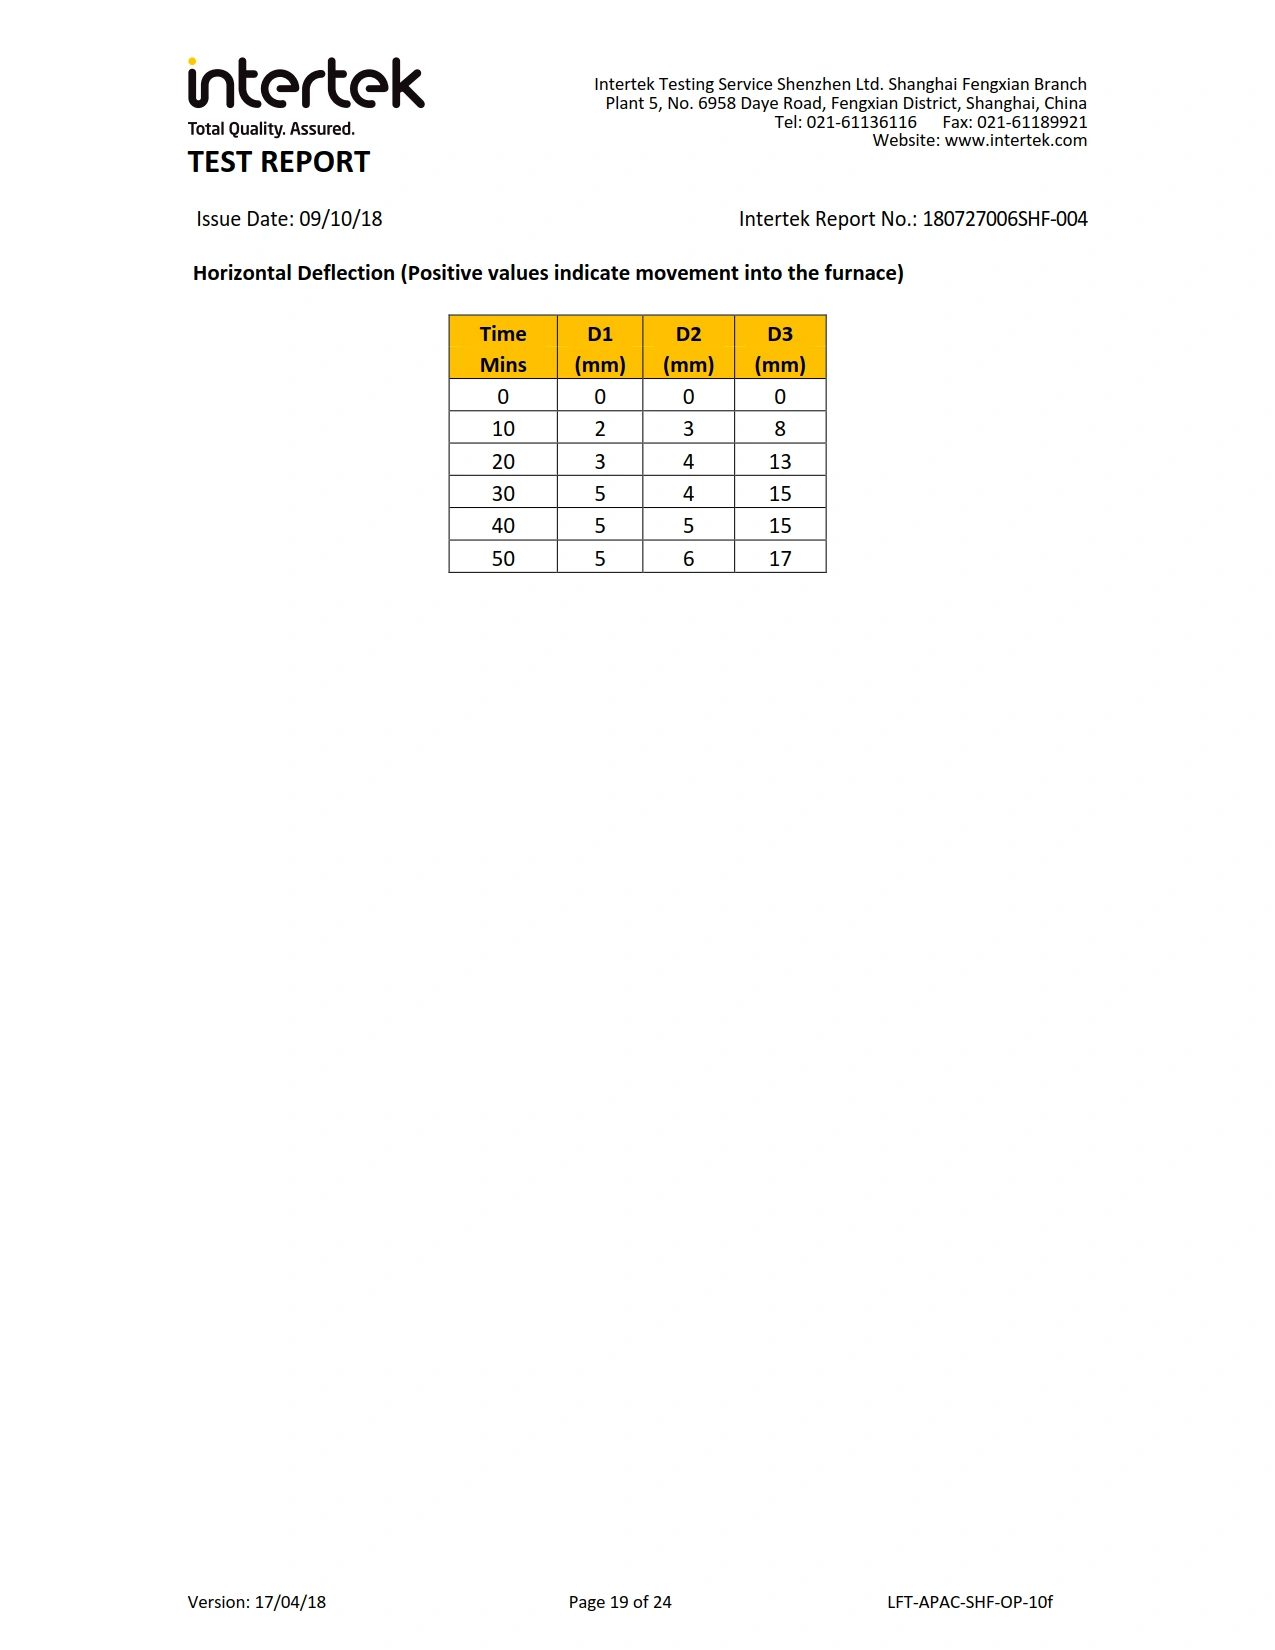 intertek
Total Quality. Assured.
TEST REPORT
Intertek Testing Service Shenzhen Ltd. Shanghai Fengxian Branch
Plant 5, No. 6958 Daye Road, Fengxian District, Shanghai, China
Tel: 021-61136116 Fax: 021-61189921
Website: www.intertek.com
Issue Date: 09/10/18 Intertek Report No.: 180727006SHF-004
Horizontal Deflection (Positive values indicate movement into the furnace)
Time D1 D2 D3
Mins (mm) (mm) (mm)
0 0 0 0
10 2 3 8
20 3 4 13
30 5 4 15
40 5 5 15
50 5 6 17
Version: 17/04/18 Page 19 of 24 LFT-APAC-SHF-OP-10f